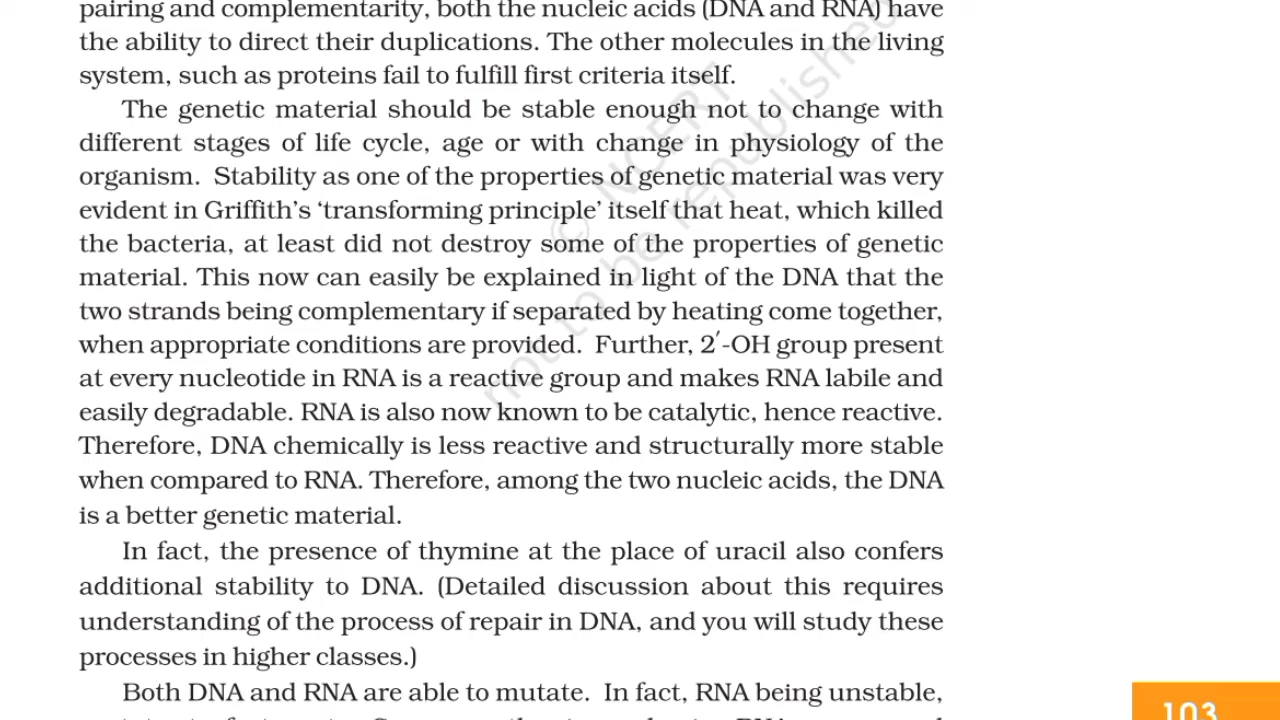 pairing and complementarity, both the nucleic acids (DNA and RNA) have
the ability to direct their duplications. The other molecules in the living
system, such as proteins fail to fulfill first criteria itself.
The genetic material should be stable enough not to change with
different stages of life cycle, age or with change in physiology of the
organism. Stability as one of the properties of genetic material was very
evident in Griffith's ‘transforming principle’ itself that heat, which killed
the bacteria, at least did not destroy some of the properties of genetic
material. This now can easily be explained in light of the DNA that the
two strands being complementary if separated by heating come together,
when appropriate conditions are provided. Further, 2′-OH group present
at every nucleotide in RNA is a reactive group and makes RNA labile and
easily degradable. RNA is also now known to be catalytic, hence reactive.
Therefore, DNA chemically is less reactive and structurally more stable
when compared to RNA. Therefore, among the two nucleic acids, the DNA
is a better genetic material.
In fact, the presence of thymine at the place of uracil also confers
additional stability to DNA. (Detailed discussion about this requires
understanding of the process of repair in DNA, and you will study these
processes in higher classes.)
Both DNA and RNA are able to mutate. In fact, RNA being unstable,
103
© NCERT
not to be republished